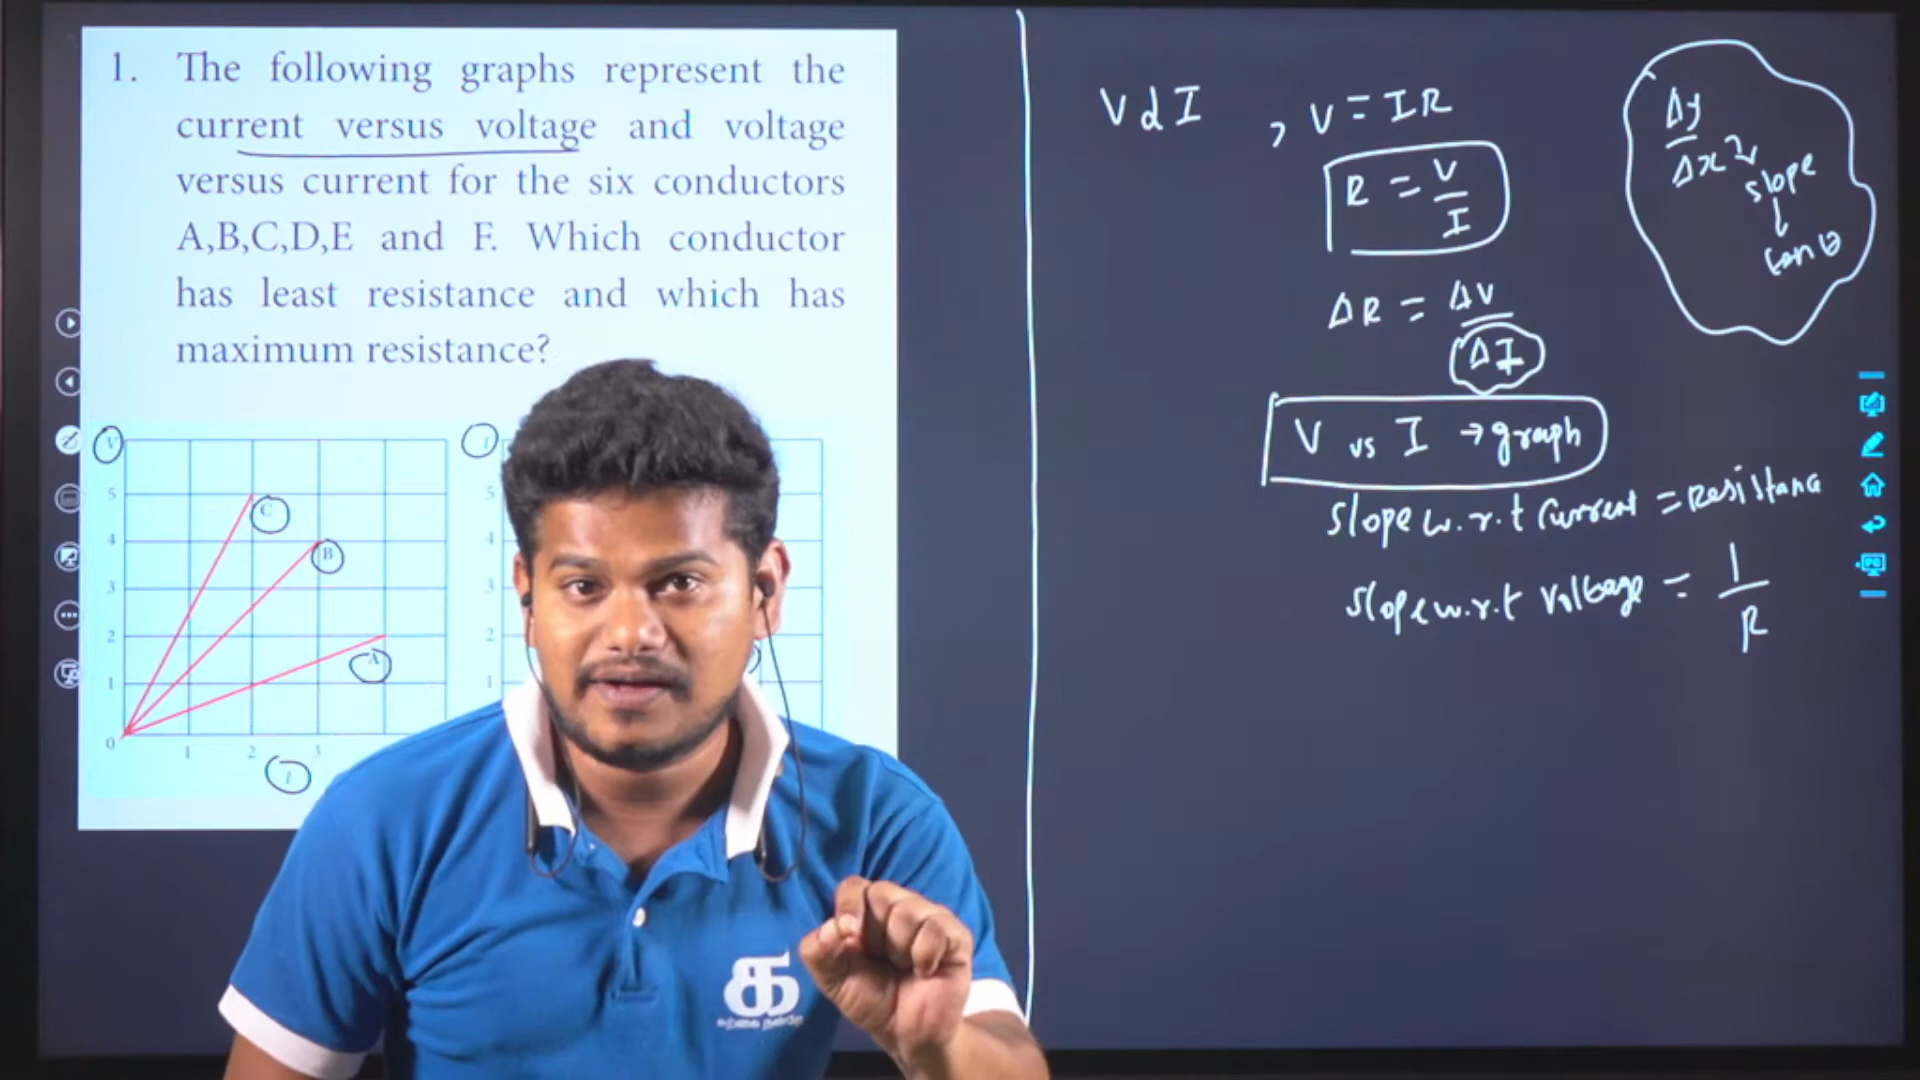 1. The following graphs represent the
current versus voltage and voltage
versus current for the six conductors
A,B,C,D,E and F. Which conductor
has least resistance and which has
maximum resistance?
V
5
4
3
2
1
0
1
2
3
I
C
B
A
I
5
4
3
2
1
V α I , V = IR
R = V
I
ΔR = ΔV
ΔI
V vs I → graph
Slope w.r.t Current = Resistance
Slope w.r.t Voltage = 1
R
Δy
Δx
slope
tan θ
க
கற்கை நன்றே